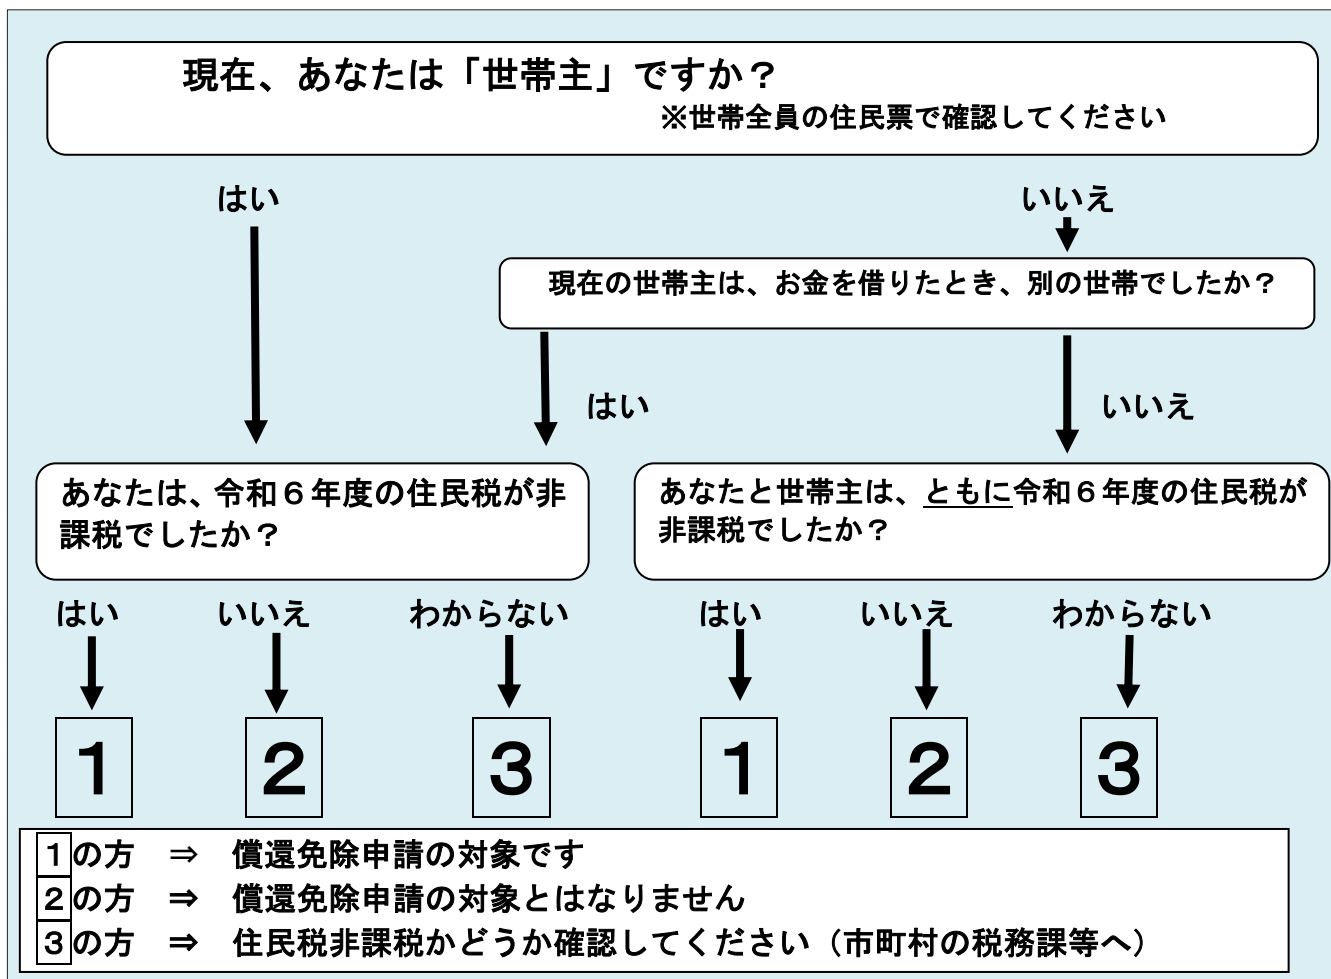 現在、あなたは「世帯主」ですか？
※世帯全員の住民票で確認してください
はい
いいえ
現在の世帯主は、お金を借りたとき、別の世帯でしたか？
はい
いいえ
あなたは、令和６年度の住民税が非
課税でしたか？
あなたと世帯主は、ともに令和６年度の住民税が
非課税でしたか？
はい
いいえ
わからない
はい
いいえ
わからない
１
２
３
１
２
３
１の方　⇒　償還免除申請の対象です
２の方　⇒　償還免除申請の対象とはなりません
３の方　⇒　住民税非課税かどうか確認してください（市町村の税務課等へ）